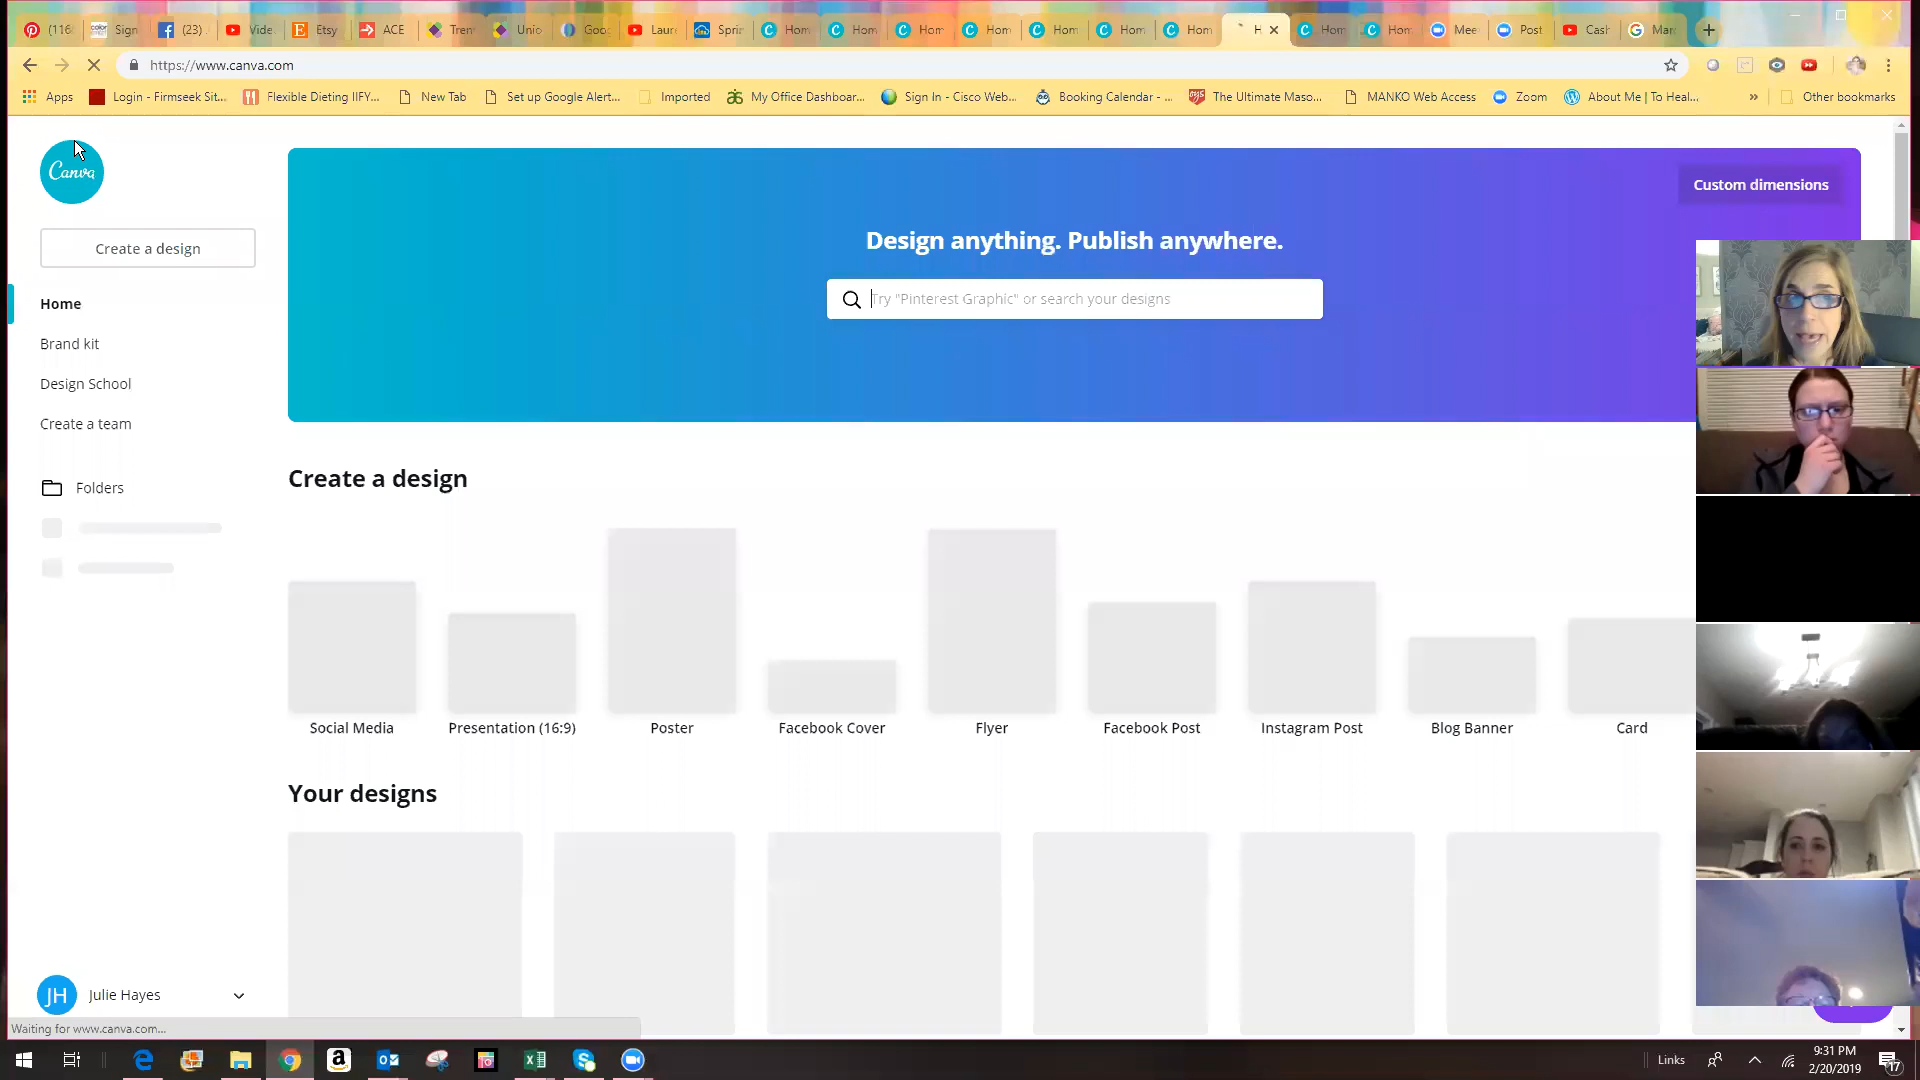 (116
Sign
(23)
Vide
Etsy
ACE
Tren
Unio
Goo
Laur
Sprin
Hom
Hom
Hom
Hom
Hom
Hom
Hom
H
Hom
Hom
Mee
Post
Cash
Marc
https://www.canva.com
Apps
Login - Firmseek Sit...
Flexible Dieting IIFY...
New Tab
Set up Google Alert...
Imported
My Office Dashboar...
Sign In - Cisco Web...
Booking Calendar - ...
The Ultimate Maso...
MANKO Web Access
Zoom
About Me | To Heal...
»
Other bookmarks
Canva
Custom dimensions
Design anything. Publish anywhere.
Try "Pinterest Graphic" or search your designs
Create a design
Home
Brand kit
Design School
Create a team
Folders
Create a design
Social Media
Presentation (16:9)
Poster
Facebook Cover
Flyer
Facebook Post
Instagram Post
Blog Banner
Card
Your designs
JH
Julie Hayes
Waiting for www.canva.com...
Links
9:31 PM
2/20/2019
17